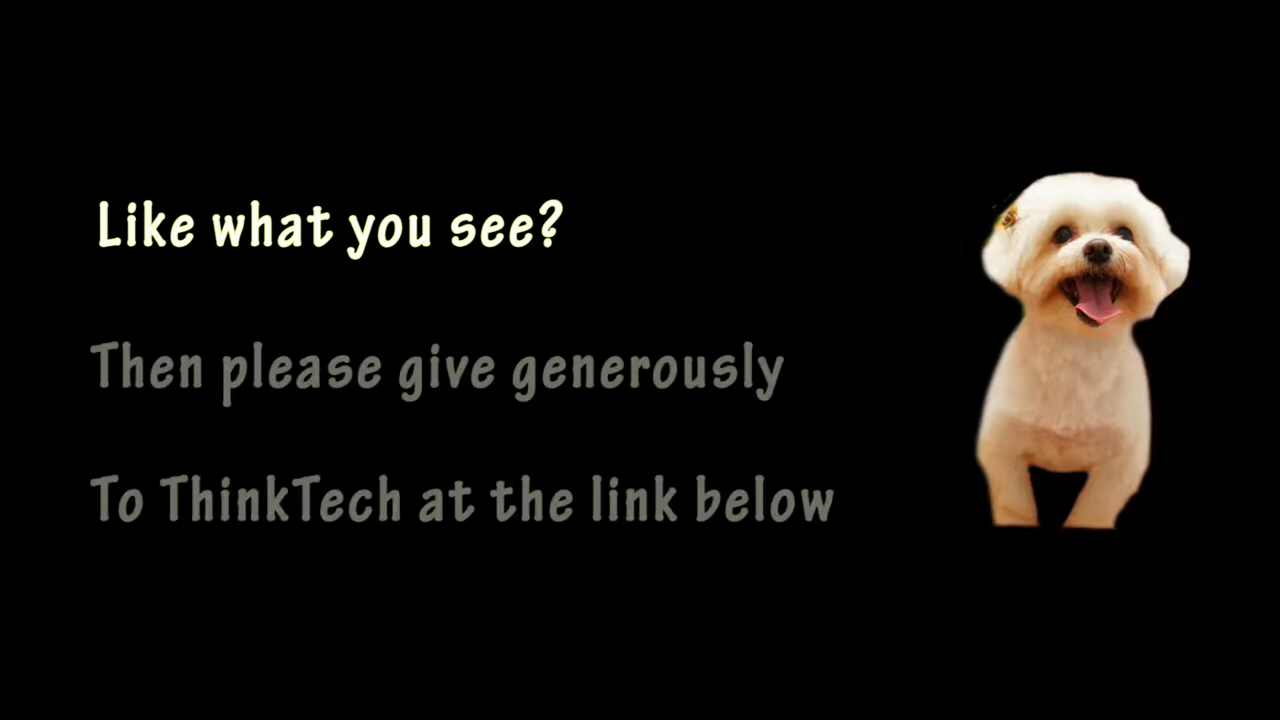 Like what you see?
Then please give generously
To ThinkTech at the link below